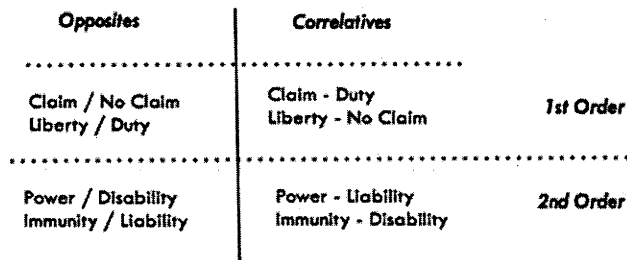 Opposites Correlatives
Claim / No Claim Claim - Duty 1st Order
Liberty / Duty Liberty - No Claim
Power / Disability Power - Liability 2nd Order
Immunity / Liability Immunity - Disability